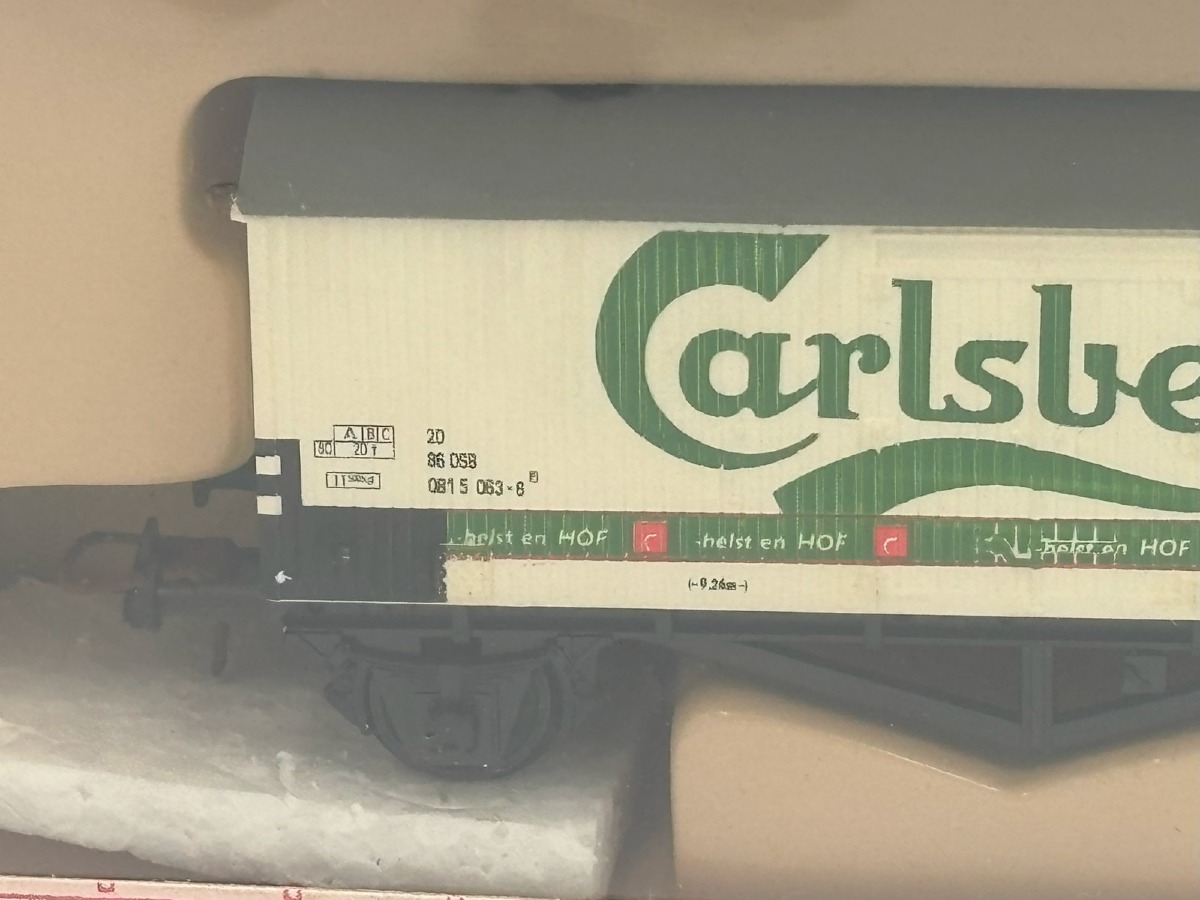 Carlsbe
A B C
90 20 T
20
86 DSB
081 5 063-8
-helst en HOF C -helst en HOF C -helst en HOF